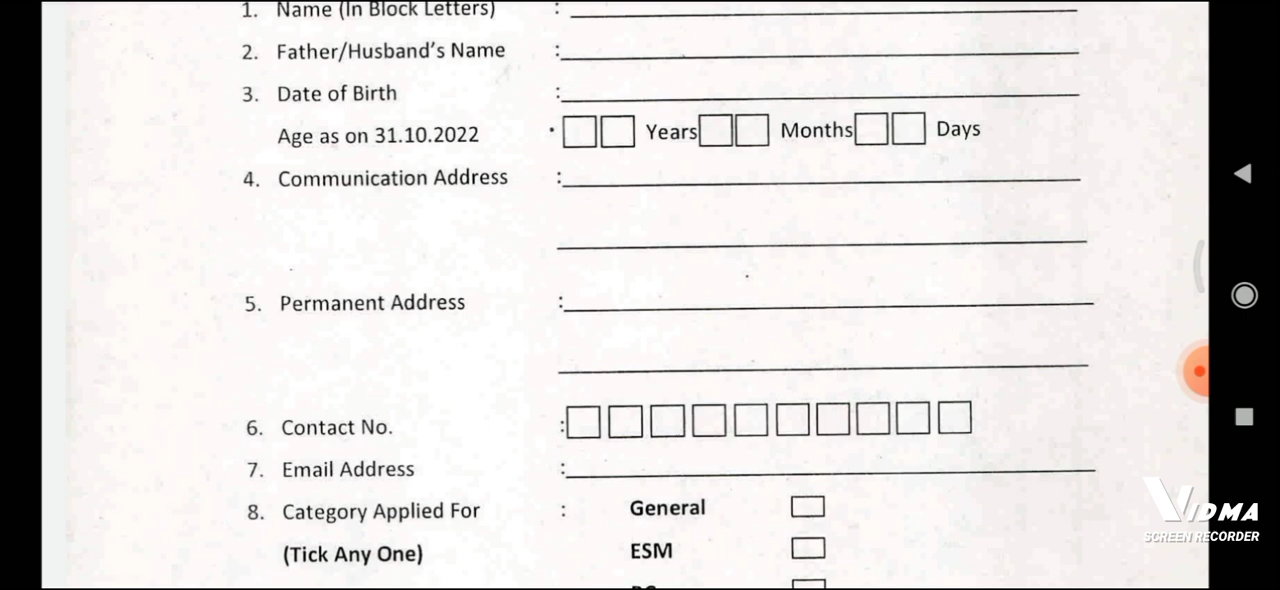 1. Name (In Block Letters) :
2. Father/Husband's Name :
3. Date of Birth :
Age as on 31.10.2022 Years Months Days
4. Communication Address :
5. Permanent Address :
6. Contact No. :
7. Email Address :
8. Category Applied For : General
(Tick Any One) ESM
VIDMA
SCREEN RECORDER